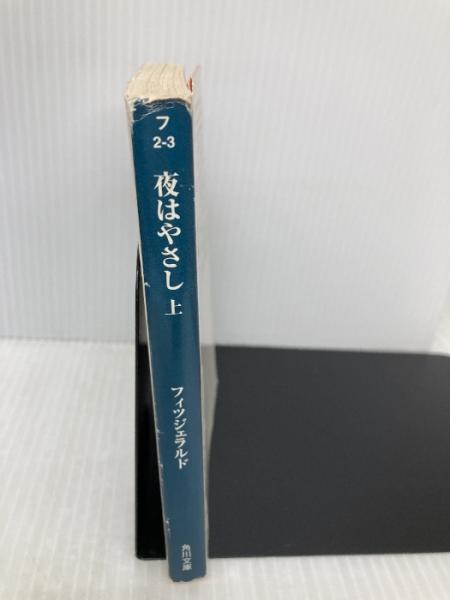 フ
2-3
夜はやさし 上
フィツジェラルド
角川文庫